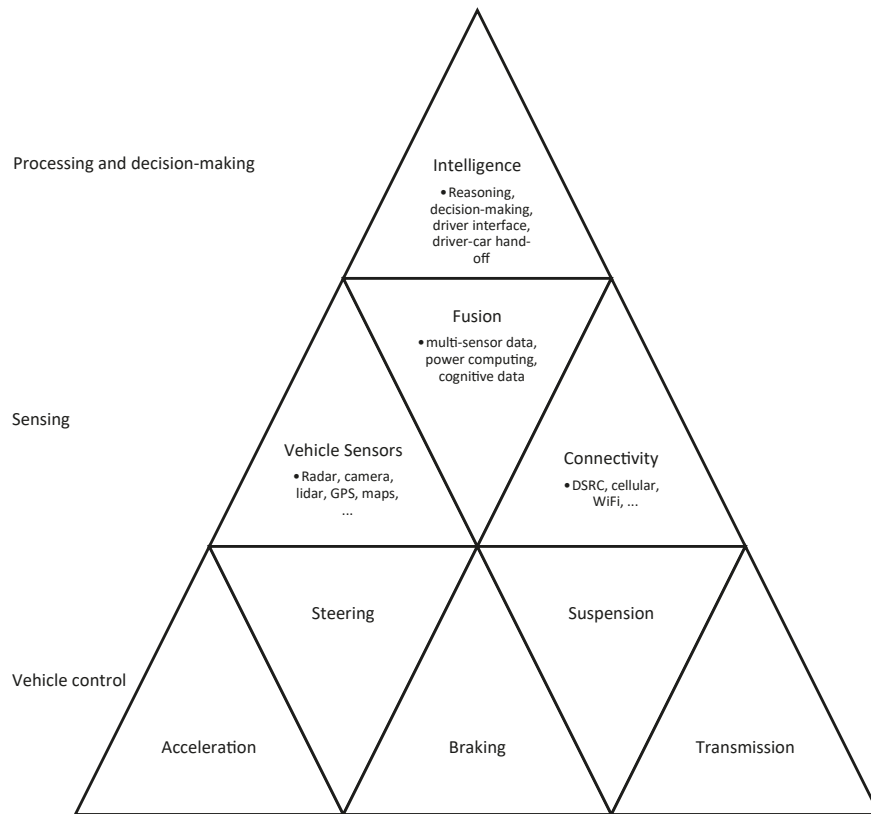 Processing and decision-making
Intelligence
•Reasoning,
decision-making,
driver interface,
driver-car hand-
off
Fusion
•multi-sensor data,
power computing,
cognitive data
Sensing
Vehicle Sensors
•Radar, camera,
lidar, GPS, maps,
...
Connectivity
•DSRC, cellular,
WiFi, ...
Steering
Suspension
Vehicle control
Acceleration
Braking
Transmission